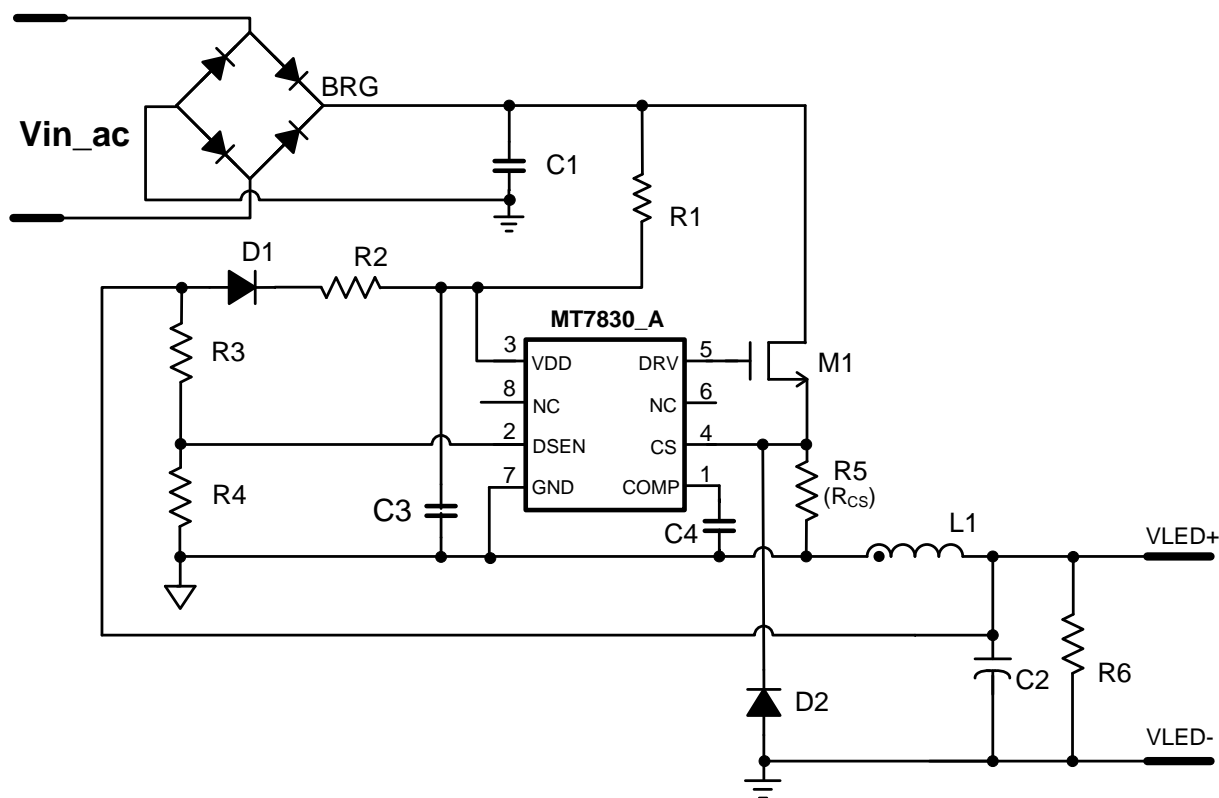 BRG
Vin_ac
C1
R1
D1
R2
MT7830_A
R3
3
VDD
DRV
5
M1
8
NC
NC
6
2
DSEN
CS
4
R4
7
GND
COMP
1
R5
(RCS)
C3
C4
L1
VLED+
C2
R6
D2
VLED-